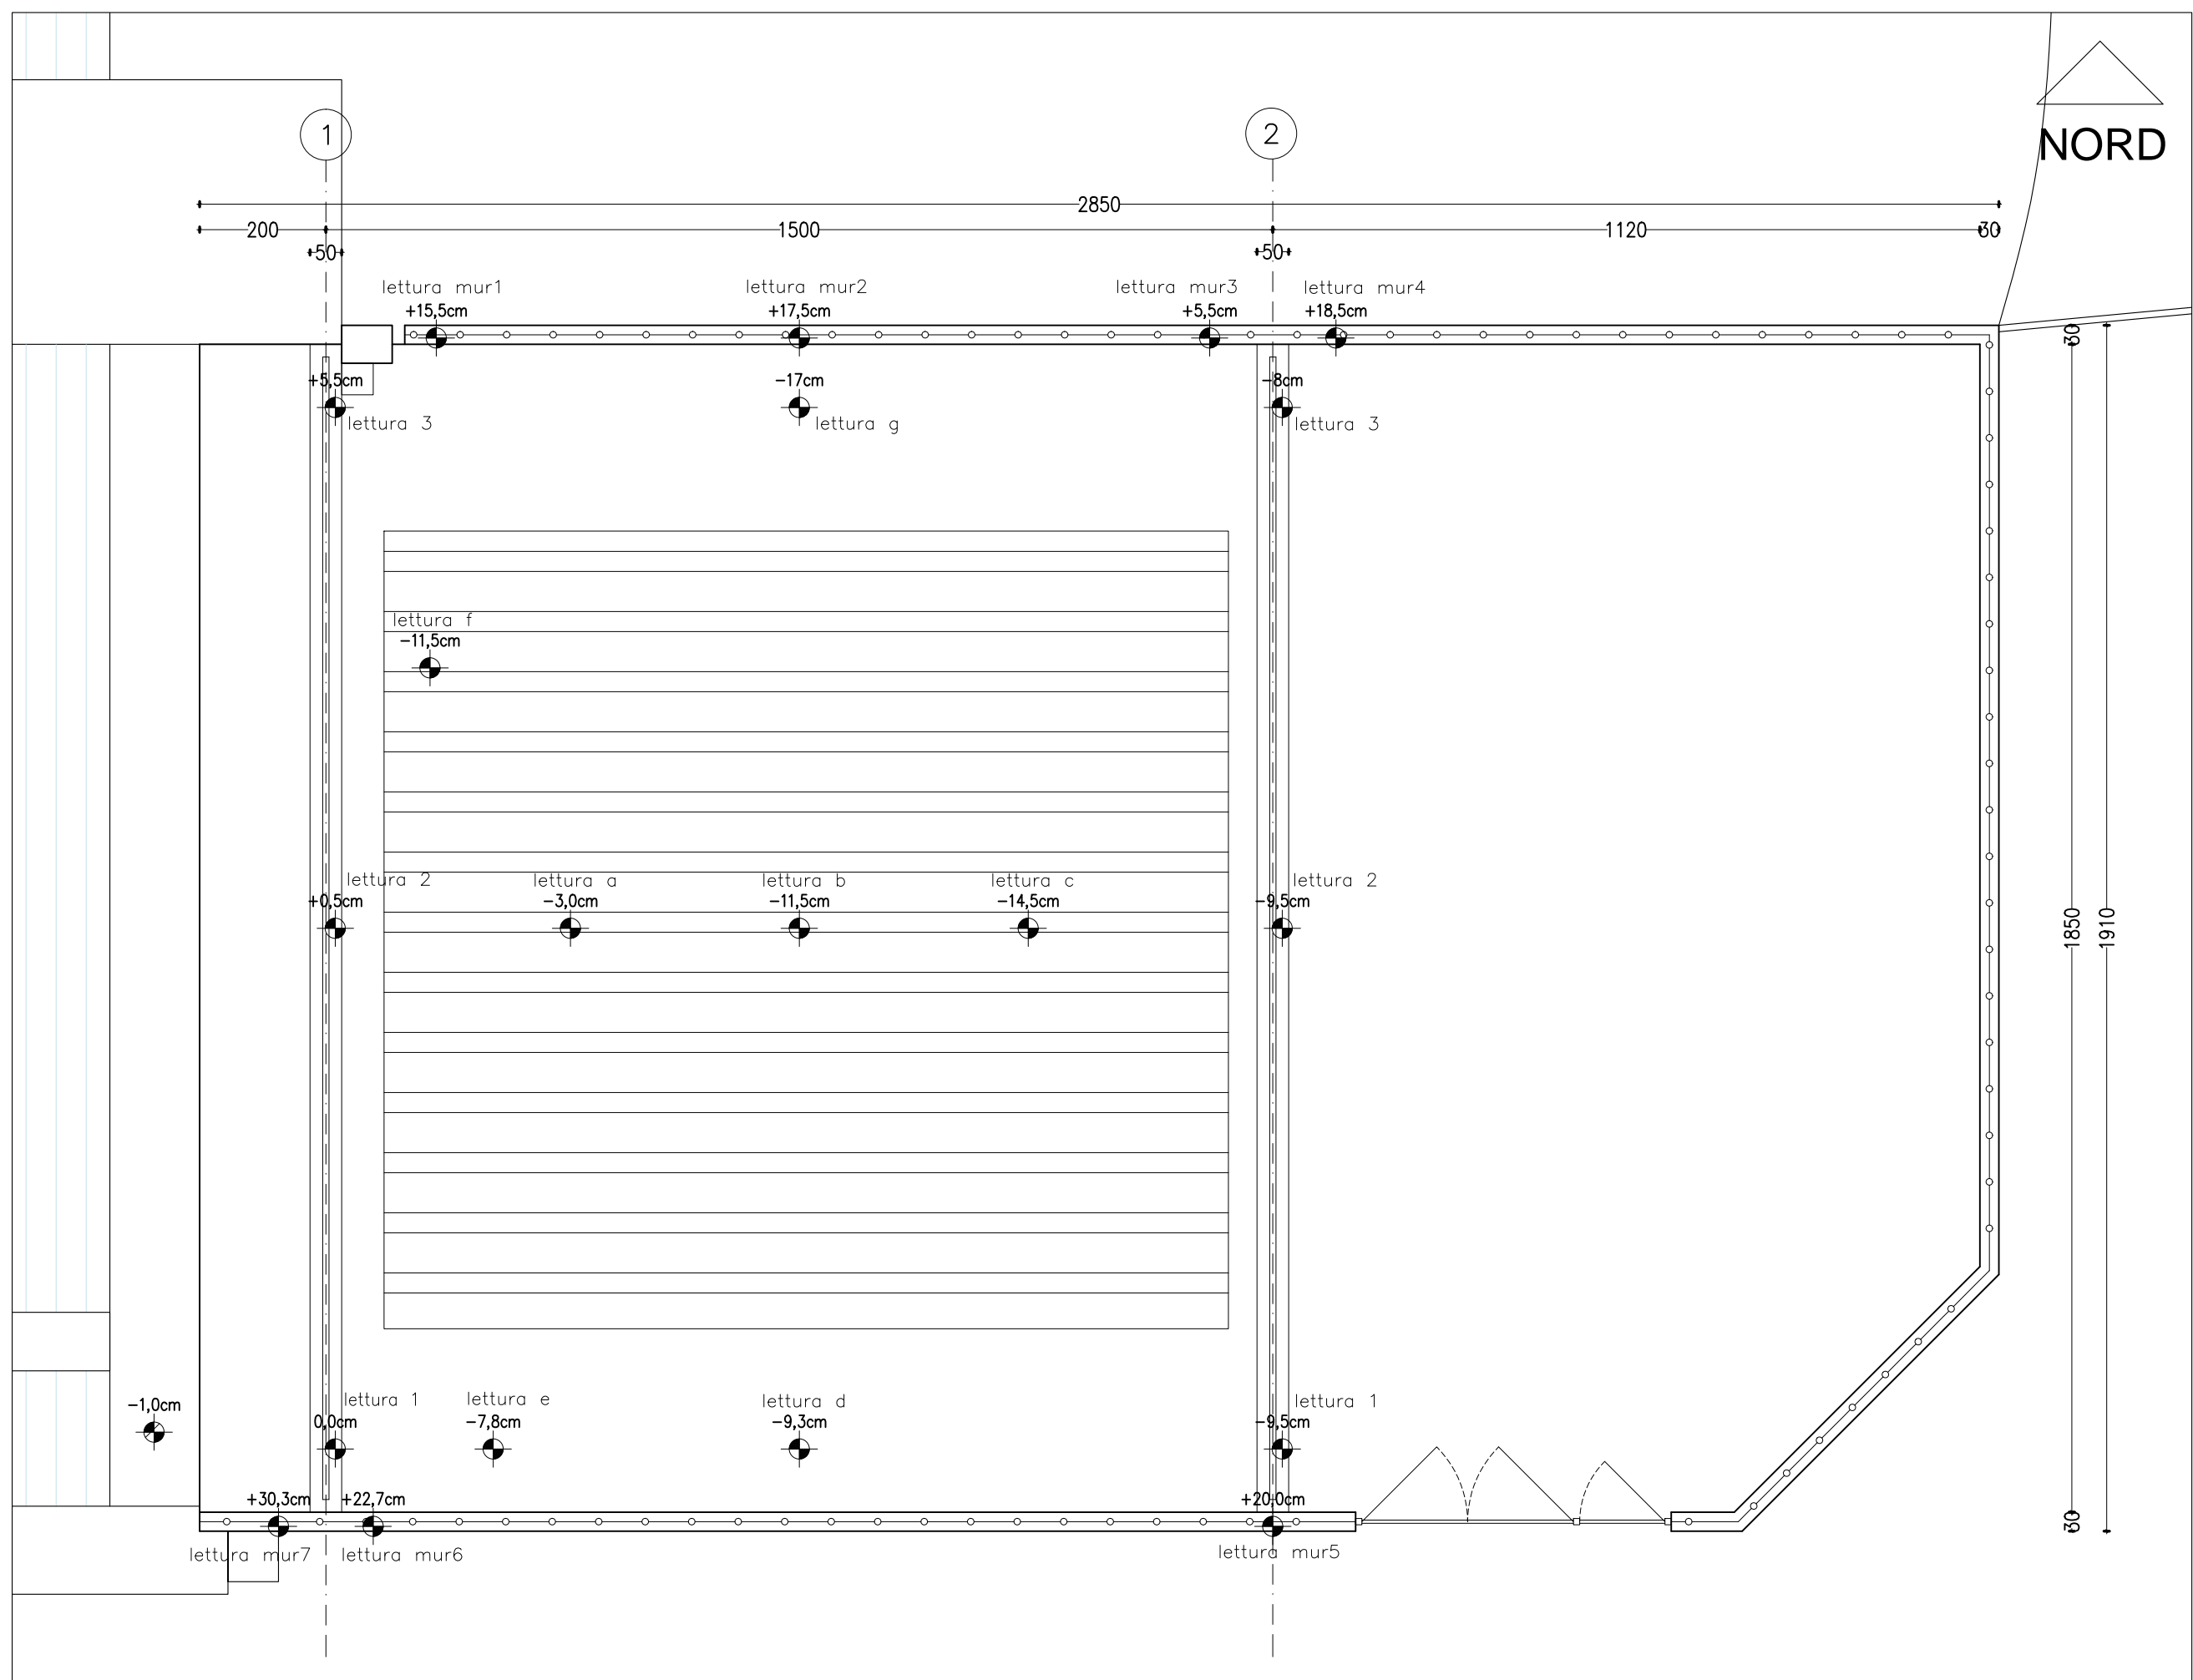 1
2
NORD
2850
200
1500
1120
30
50
50
lettura mur1
+15,5cm
lettura mur2
+17,5cm
lettura mur3
+5,5cm
lettura mur4
+18,5cm
30
+5,5cm
lettura 3
-17cm
lettura g
-8cm
lettura 3
lettura f
-11,5cm
lettura 2
+0,5cm
lettura a
-3,0cm
lettura b
-11,5cm
lettura c
-14,5cm
lettura 2
-9,5cm
1850
1910
-1,0cm
lettura 1
0,0cm
lettura e
-7,8cm
lettura d
-9,3cm
lettura 1
-9,5cm
+30,3cm
+22,7cm
+20,0cm
30
lettura mur7
lettura mur6
lettura mur5